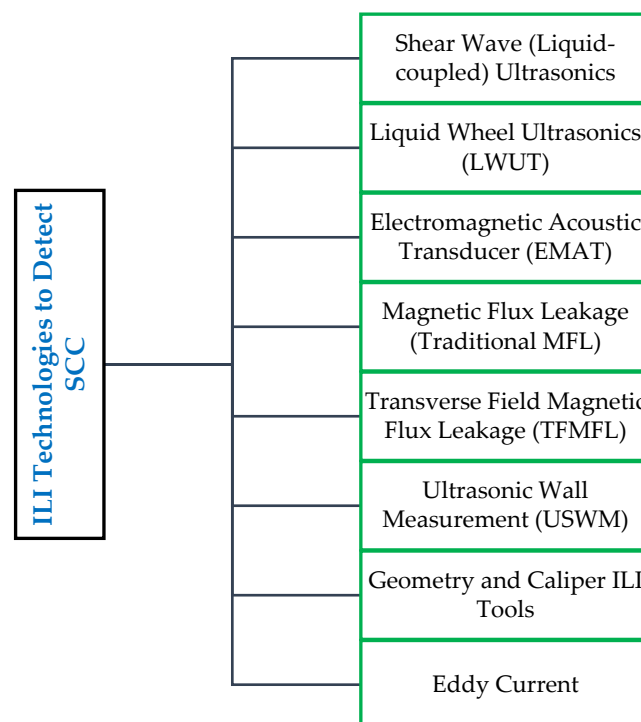 ILI Technologies to Detect
SCC
Shear Wave (Liquid-
coupled) Ultrasonics
Liquid Wheel Ultrasonics
(LWUT)
Electromagnetic Acoustic
Transducer (EMAT)
Magnetic Flux Leakage
(Traditional MFL)
Transverse Field Magnetic
Flux Leakage (TFMFL)
Ultrasonic Wall
Measurement (USWM)
Geometry and Caliper ILI
Tools
Eddy Current